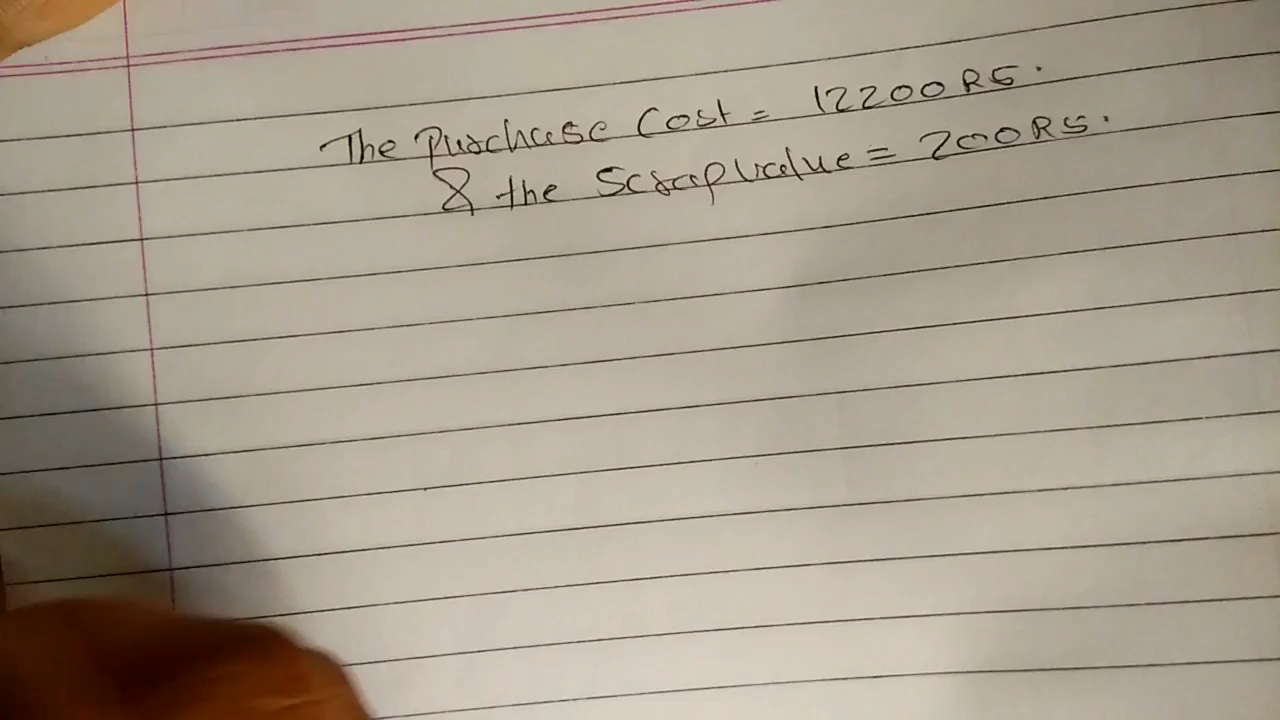 The Purchase Cost = 12200 RS.
& the Scrap value = 200 RS.